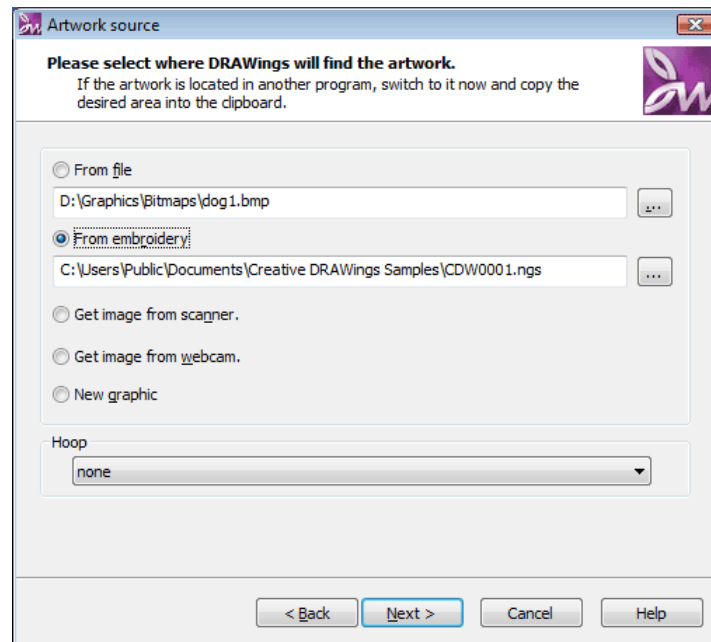 Artwork source
Please select where DRAWings will find the artwork.
If the artwork is located in another program, switch to it now and copy the
desired area into the clipboard.
From file
D:\Graphics\Bitmaps\dog1.bmp
...
From embroidery
C:\Users\Public\Documents\Creative DRAWings Samples\CDW0001.ngs
...
Get image from scanner.
Get image from webcam.
New graphic
Hoop
none
< Back Next > Cancel Help